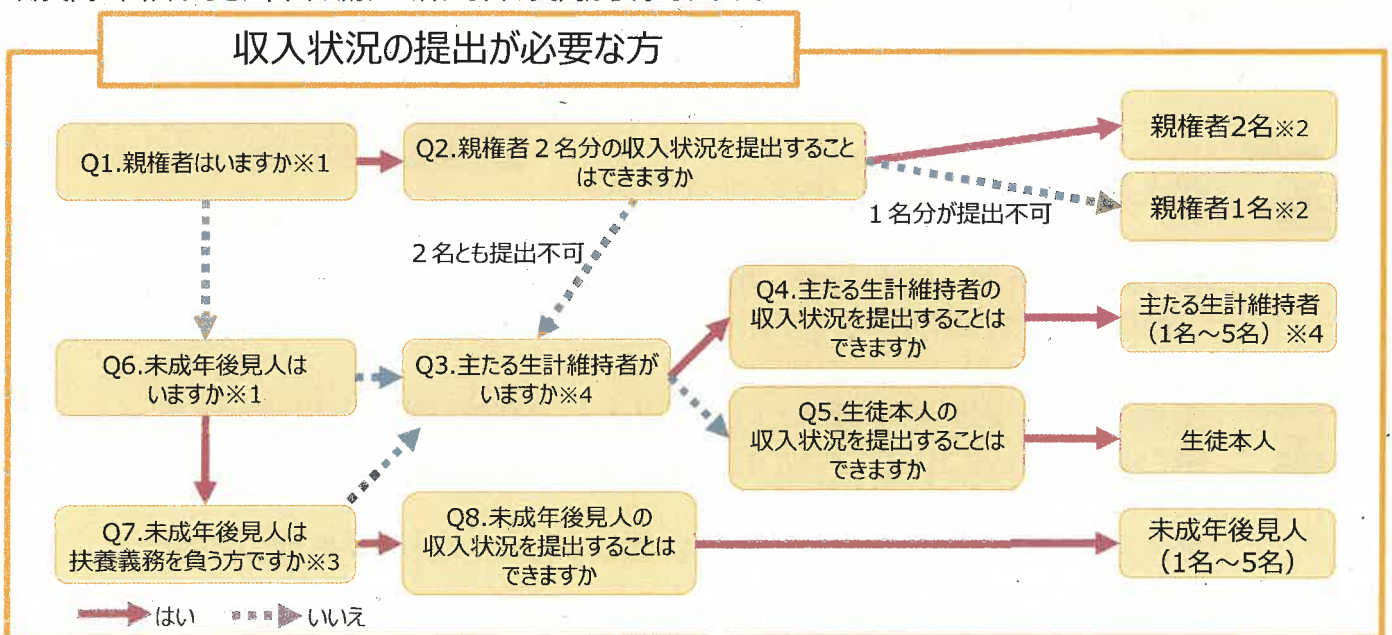 収入状況の提出が必要な方
Q1.親権者はいますか※1
Q2.親権者2名分の収入状況を提出すること
はできますか
親権者2名※2
1名分が提出不可
親権者1名※2
2名とも提出不可
Q6.未成年後見人は
いますか※1
Q3.主たる生計維持者が
いますか※4
Q4.主たる生計維持者の
収入状況を提出することは
できますか
主たる生計維持者
(1名～5名)※4
Q5.生徒本人の
収入状況を提出することは
できますか
生徒本人
Q7.未成年後見人は
扶養義務を負う方ですか※3
Q8.未成年後見人の
収入状況を提出することは
できますか
未成年後見人
(1名～5名)
はい
いいえ